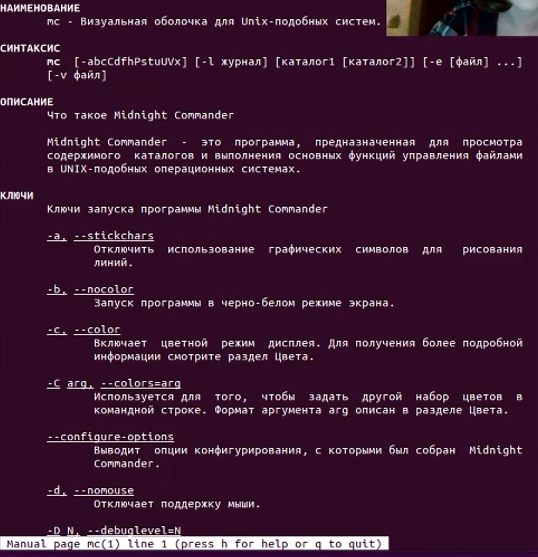 НАИМЕНОВАНИЕ
mc - Визуальная оболочка для Unix-подобных систем.
СИНТАКСИС
mc [-abcCdfhPstuUVx] [-l журнал] [каталог1 [каталог2]] [-e [файл] ...]
[-v файл]
ОПИСАНИЕ
Что такое Midnight Commander
Midnight Commander - это программа, предназначенная для просмотра
содержимого каталогов и выполнения основных функций управления файлами
в UNIX-подобных операционных системах.
КЛЮЧИ
Ключи запуска программы Midnight Commander
-a, --stickchars
Отключить использование графических символов для рисования
линий.
-b, --nocolor
Запуск программы в черно-белом режиме экрана.
-c, --color
Включает цветной режим дисплея. Для получения более подробной
информации смотрите раздел Цвета.
-C arg, --colors=arg
Используется для того, чтобы задать другой набор цветов в
командной строке. Формат аргумента arg описан в разделе Цвета.
--configure-options
Выводит опции конфигурирования, с которыми был собран Midnight
Commander.
-d, --nomouse
Отключает поддержку мыши.
-D N, --debuglevel=N
Manual page mc(1) line 1 (press h for help or q to quit)